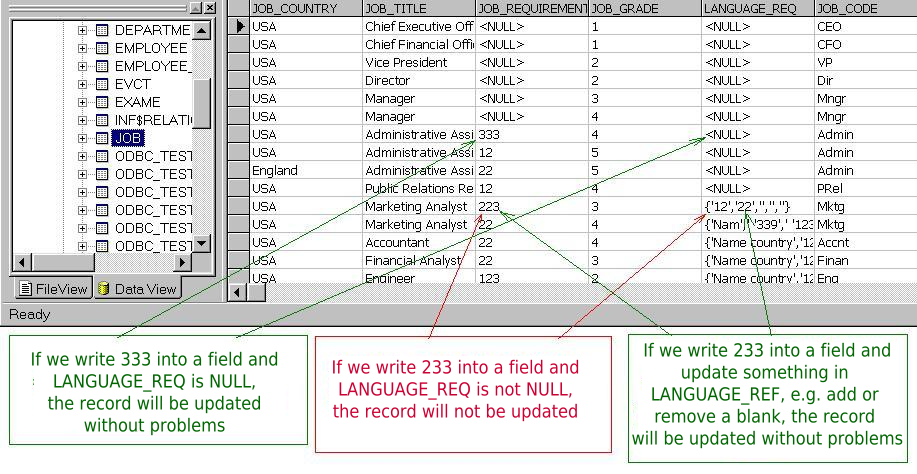 JOB_COUNTRY JOB_TITLE JOB_REQUIREMENT JOB_GRADE LANGUAGE_REQ JOB_CODE
DEPARTME
EMPLOYEE
EMPLOYEE_
EVCT
EXAME
INF$RELATI
JOB
ODBC_TEST
ODBC_TEST
ODBC_TEST
ODBC_TEST
ODBC_TEST
ODBC_TEST
USA Chief Executive Offi <NULL> 1 <NULL> CEO
USA Chief Financial Offi <NULL> 1 <NULL> CFO
USA Vice President <NULL> 2 <NULL> VP
USA Director <NULL> 2 <NULL> Dir
USA Manager <NULL> 3 <NULL> Mngr
USA Manager <NULL> 4 <NULL> Mngr
USA Administrative Assi 333 4 <NULL> Admin
USA Administrative Assi 12 5 <NULL> Admin
England Administrative Assi 22 5 <NULL> Admin
USA Public Relations Re 12 4 <NULL> PRel
USA Marketing Analyst 223 3 {'12','22','','',''} Mktg
USA Marketing Analyst 22 4 {'Nam','339',' '123 Mktg
USA Accountant 22 4 {'Name country','12 Accnt
USA Financial Analyst 22 3 {'Name country','12 Finan
USA Engineer 123 2 {'Name country','12 Eng
FileView Data View
Ready
If we write 333 into a field and
LANGUAGE_REQ is NULL,
the record will be updated
without problems
If we write 233 into a field and
LANGUAGE_REQ is not NULL,
the record will not be updated
If we write 233 into a field and
update something in
LANGUAGE_REF, e.g. add or
remove a blank, the record
will be updated without problems